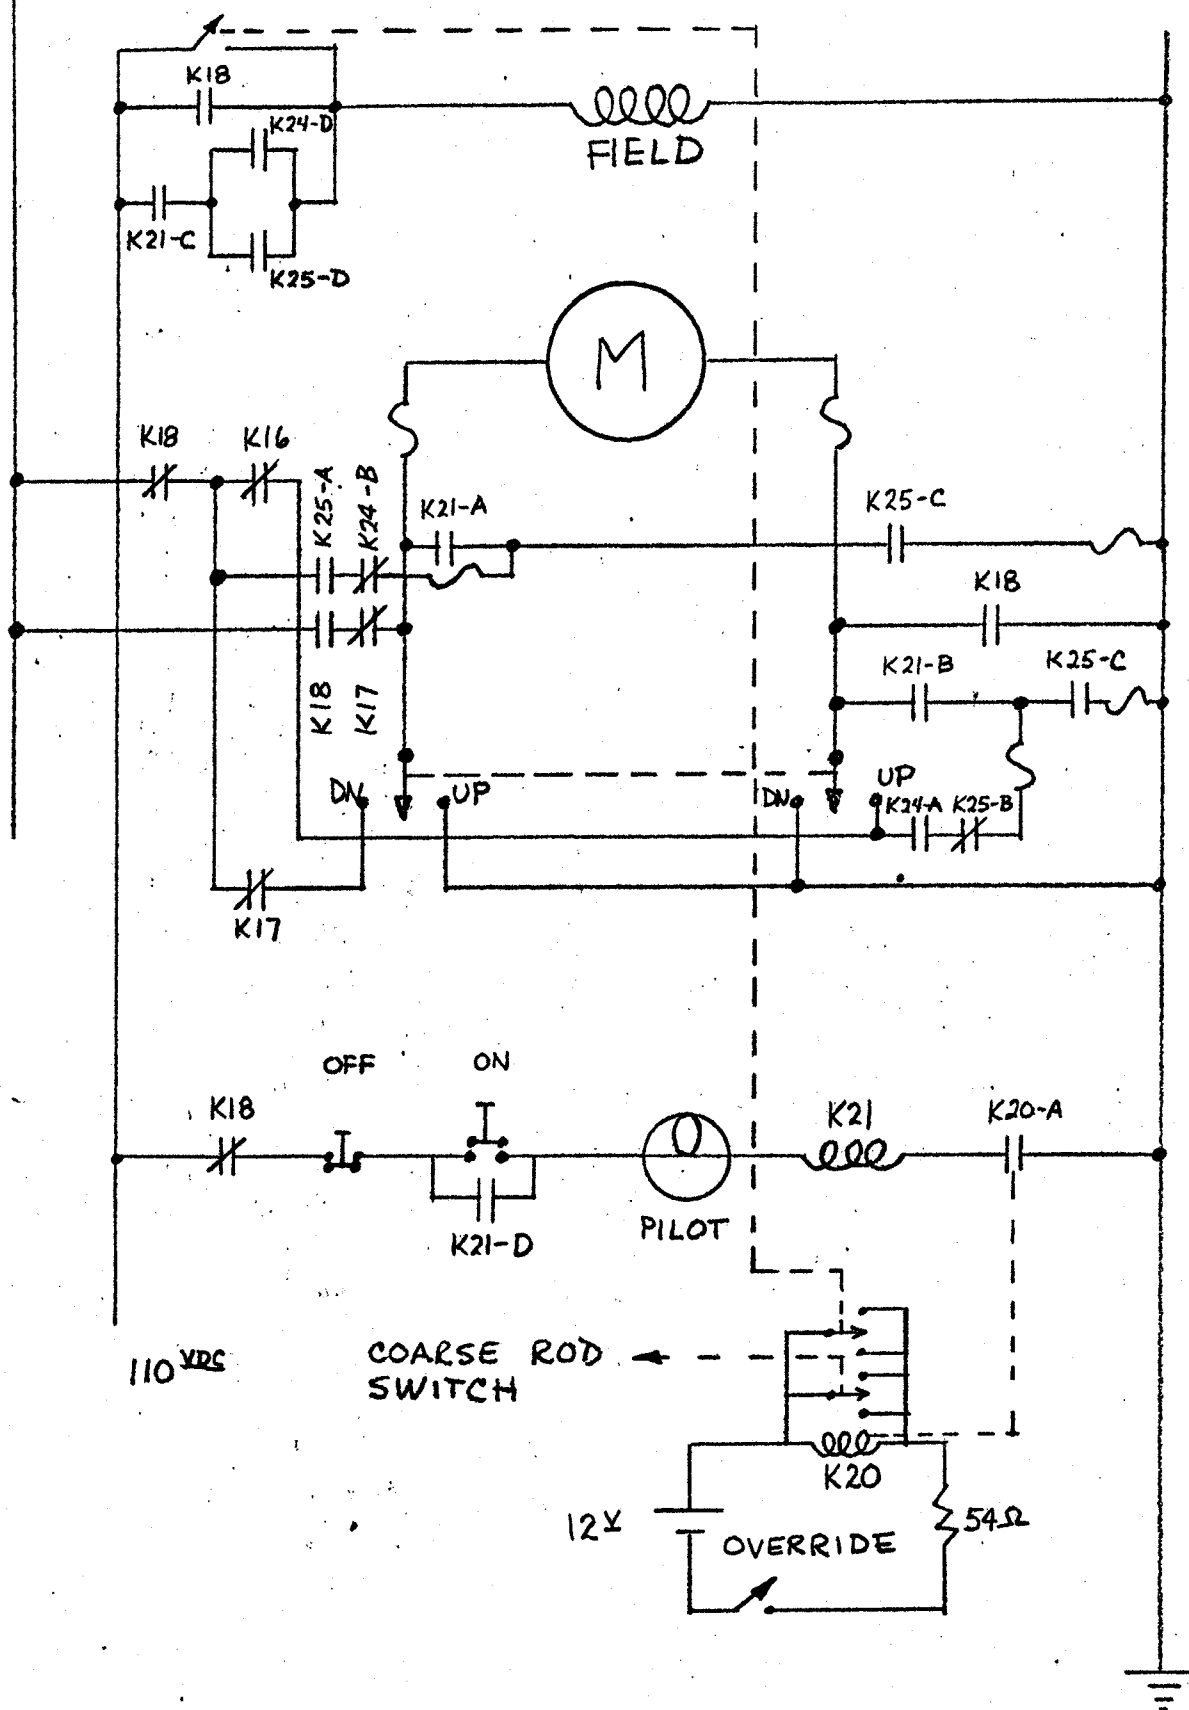 K18
K24-D
FIELD
K21-C
K25-D
M
K18
K16
K25-A
K24-B
K21-A
K25-C
K18
K21-B
K25-C
K18
K17
DN
UP
DN
UP
K24-A
K25-B
K17
OFF
ON
K18
K21
K20-A
PILOT
K21-D
110 VDC
COARSE ROD
SWITCH
K20
12V
54Ω
OVERRIDE